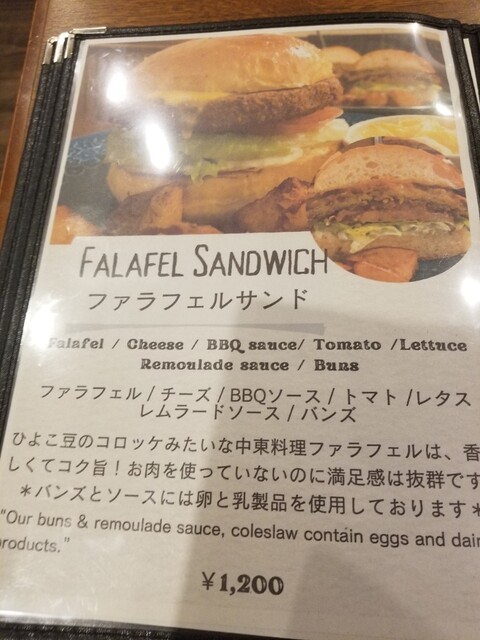 FALAFEL SANDWICH
ファラフェルサンド
Falafel / Cheese / BBQ sauce/ Tomato /Lettuce
Remoulade sauce / Buns
ファラフェル / チーズ / BBQソース / トマト /レタス
レムラードソース / バンズ
ひよこ豆のコロッケみたいな中東料理ファラフェルは、香
しくてコク旨！お肉を使っていないのに満足感は抜群です
＊バンズとソースには卵と乳製品を使用しております＊
"Our buns & remoulade sauce, coleslaw contain eggs and dair
products."
￥1,200